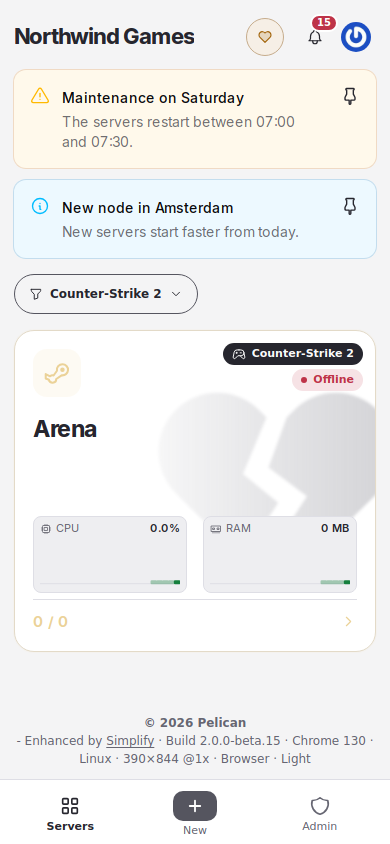 Northwind Games
15
Maintenance on Saturday
The servers restart between 07:00
and 07:30.
New node in Amsterdam
New servers start faster from today.
Counter-Strike 2
Counter-Strike 2
Offline
Arena
CPU 0.0%
RAM 0 MB
0 / 0
© 2026 Pelican
- Enhanced by Simplify · Build 2.0.0-beta.15 · Chrome 130 ·
Linux · 390×844 @1x · Browser · Light
Servers
New
Admin